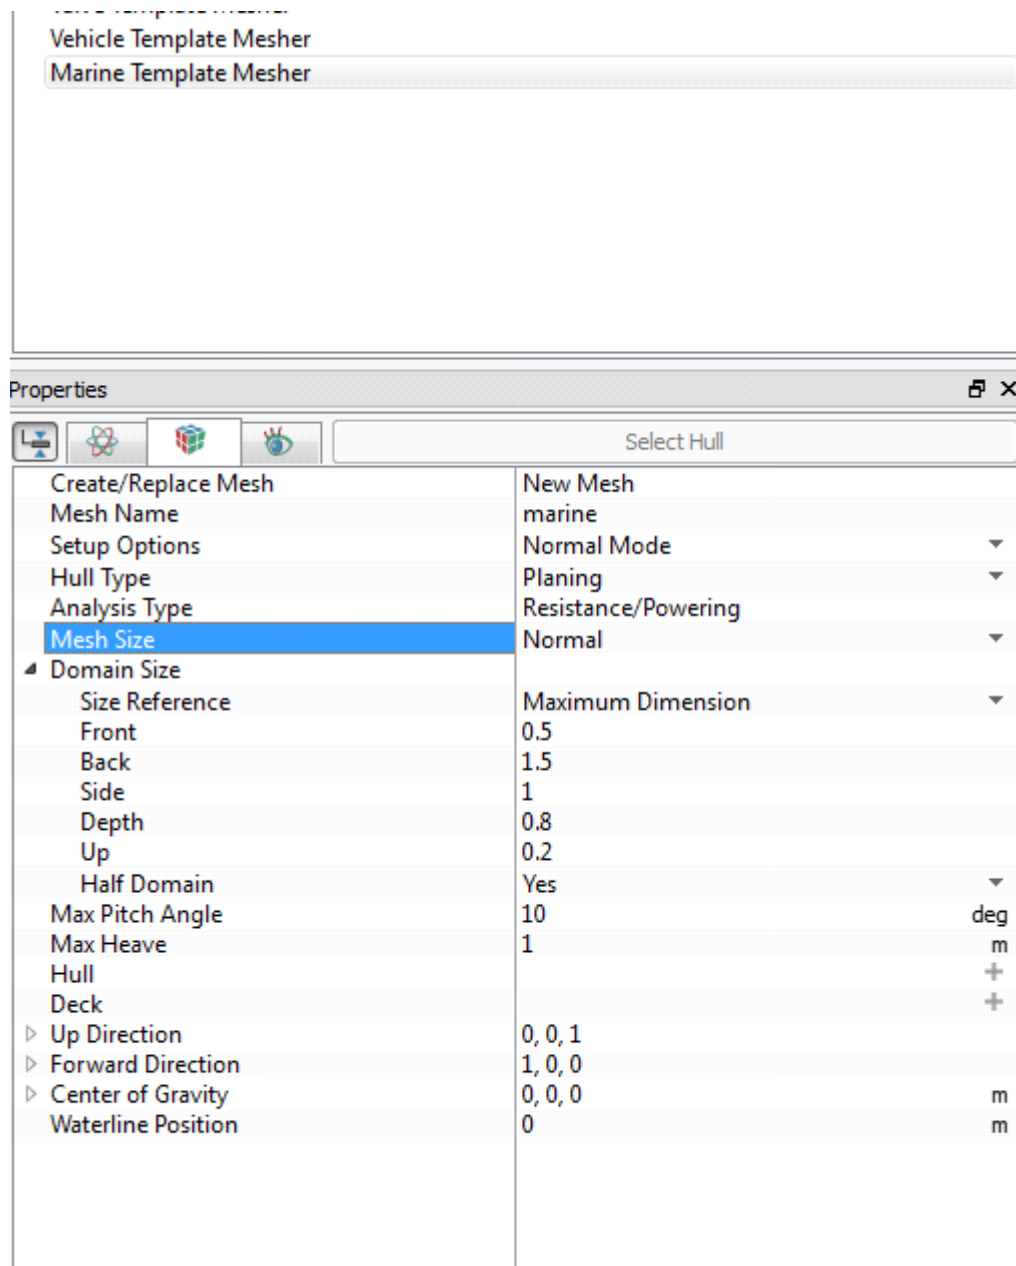 Vehicle Template Mesher
Marine Template Mesher
Properties
Select Hull
Create/Replace Mesh New Mesh
Mesh Name marine
Setup Options Normal Mode
Hull Type Planing
Analysis Type Resistance/Powering
Mesh Size Normal
Domain Size
Size Reference Maximum Dimension
Front 0.5
Back 1.5
Side 1
Depth 0.8
Up 0.2
Half Domain Yes
Max Pitch Angle 10 deg
Max Heave 1 m
Hull
Deck
Up Direction 0, 0, 1
Forward Direction 1, 0, 0
Center of Gravity 0, 0, 0 m
Waterline Position 0 m